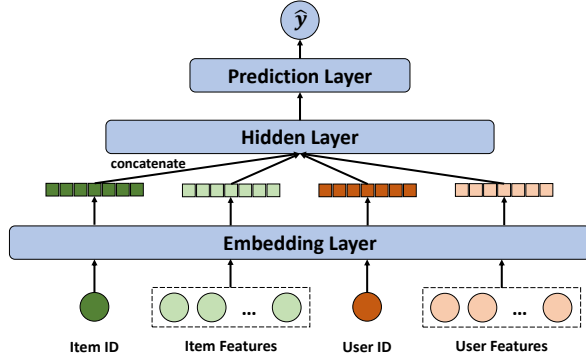 ŷ
Prediction Layer
Hidden Layer
concatenate
Embedding Layer
...
...
Item ID
Item Features
User ID
User Features